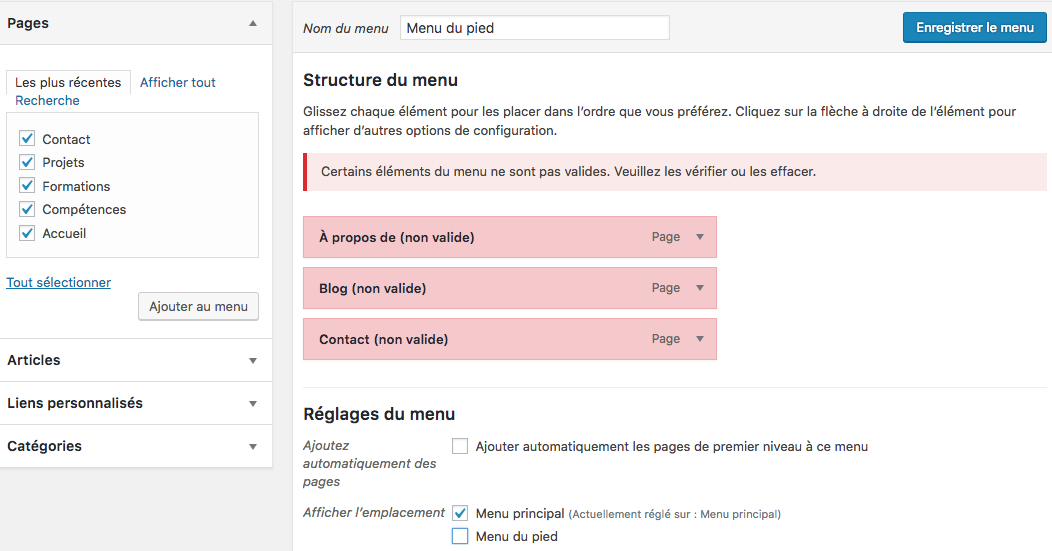 Pages
Les plus récentes
Afficher tout
Recherche
Contact
Projets
Formations
Compétences
Accueil
Tout sélectionner
Ajouter au menu
Articles
Liens personnalisés
Catégories
Nom du menu
Menu du pied
Enregistrer le menu
Structure du menu
Glissez chaque élément pour les placer dans l’ordre que vous préférez. Cliquez sur la flèche à droite de l’élément pour
afficher d’autres options de configuration.
Certains éléments du menu ne sont pas valides. Veuillez les vérifier ou les effacer.
À propos de (non valide) Page
Blog (non valide) Page
Contact (non valide) Page
Réglages du menu
Ajoutez
automatiquement des
pages
Ajouter automatiquement les pages de premier niveau à ce menu
Afficher l’emplacement
Menu principal (Actuellement réglé sur : Menu principal)
Menu du pied